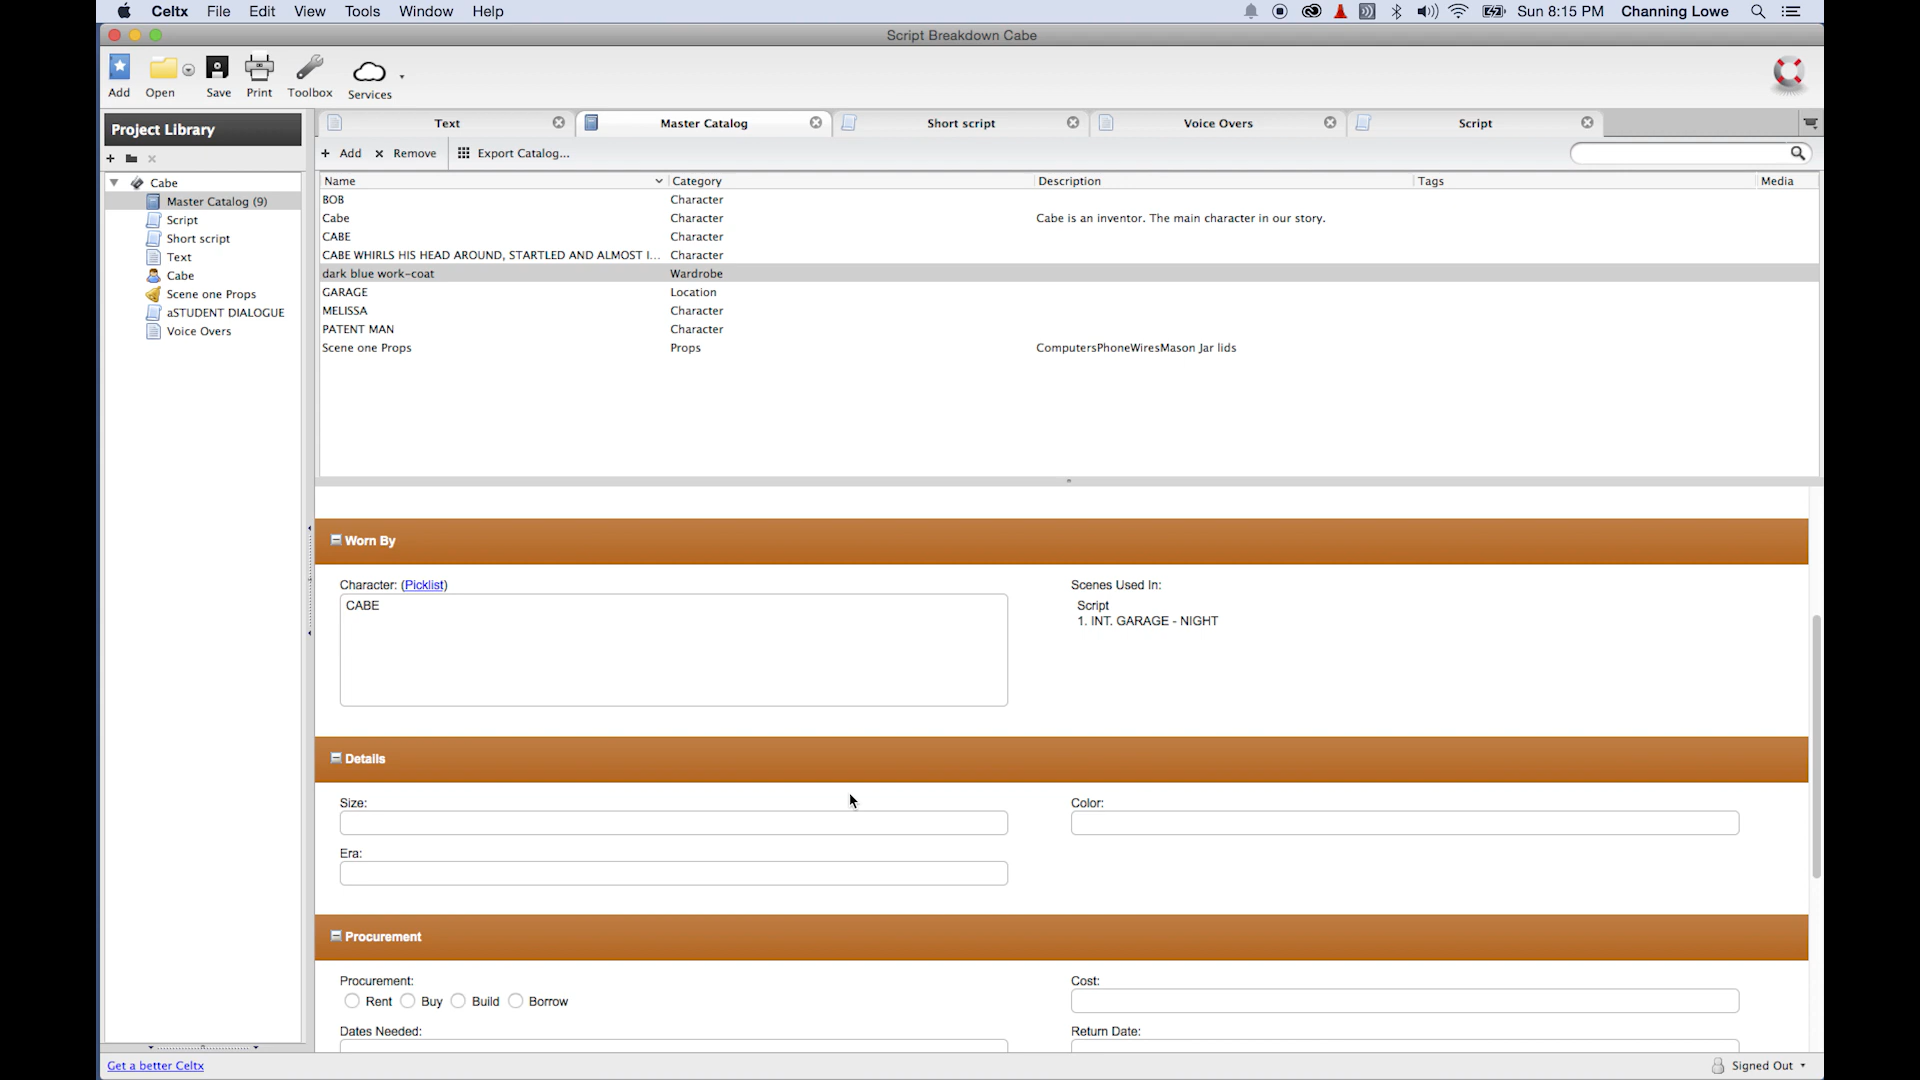 Celtx File Edit View Tools Window Help Sun 8:15 PM Channing Lowe
Script Breakdown Cabe
Add Open Save Print Toolbox Services
Project Library
Text Master Catalog Short script Voice Overs Script
+ Add × Remove Export Catalog...
Name Category Description Tags Media
BOB Character
Cabe Character Cabe is an inventor. The main character in our story.
CABE Character
CABE WHIRLS HIS HEAD AROUND, STARTLED AND ALMOST I... Character
dark blue work-coat Wardrobe
GARAGE Location
MELISSA Character
PATENT MAN Character
Scene one Props Props ComputersPhoneWiresMason Jar lids
Cabe
Master Catalog (9)
Script
Short script
Text
Cabe
Scene one Props
aSTUDENT DIALOGUE
Voice Overs
Worn By
Character: (Picklist) Scenes Used In:
CABE Script
1. INT. GARAGE - NIGHT
Details
Size: Color:
Era:
Procurement
Procurement: Cost:
Rent Buy Build Borrow
Dates Needed: Return Date:
Get a better Celtx Signed Out